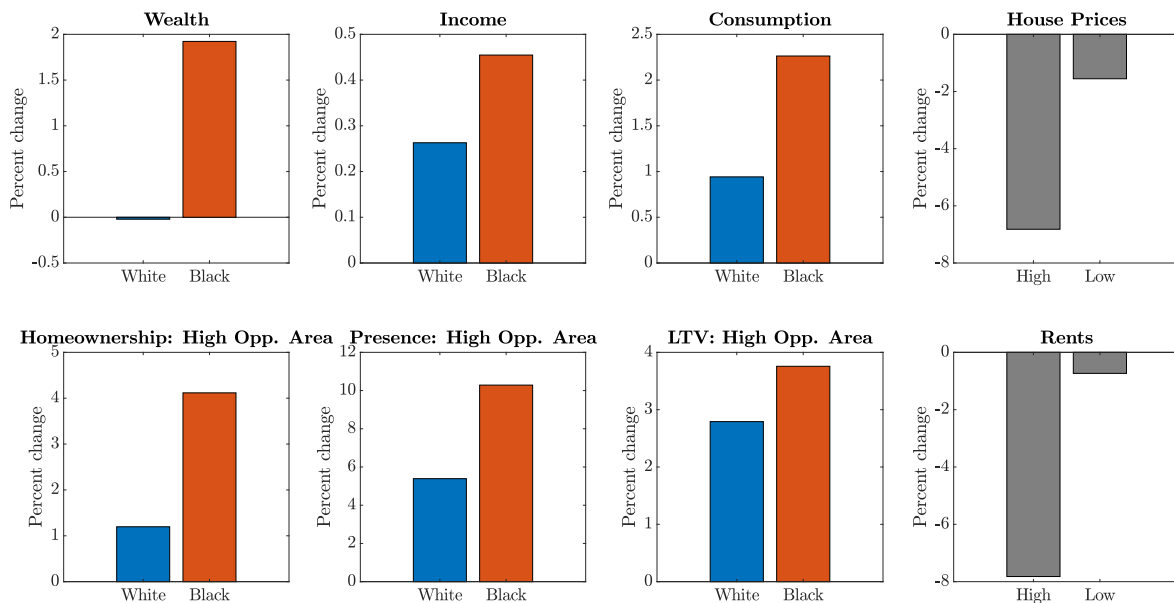 Wealth
Percent change
2
1.5
1
0.5
0
-0.5
White Black
Income
Percent change
0.5
0.4
0.3
0.2
0.1
0
White Black
Consumption
Percent change
2.5
2
1.5
1
0.5
0
White Black
House Prices
Percent change
0
-2
-4
-6
-8
High Low
Homeownership: High Opp. Area
Percent change
5
4
3
2
1
0
White Black
Presence: High Opp. Area
Percent change
12
10
8
6
4
2
0
White Black
LTV: High Opp. Area
Percent change
4
3
2
1
0
White Black
Rents
Percent change
0
-2
-4
-6
-8
High Low